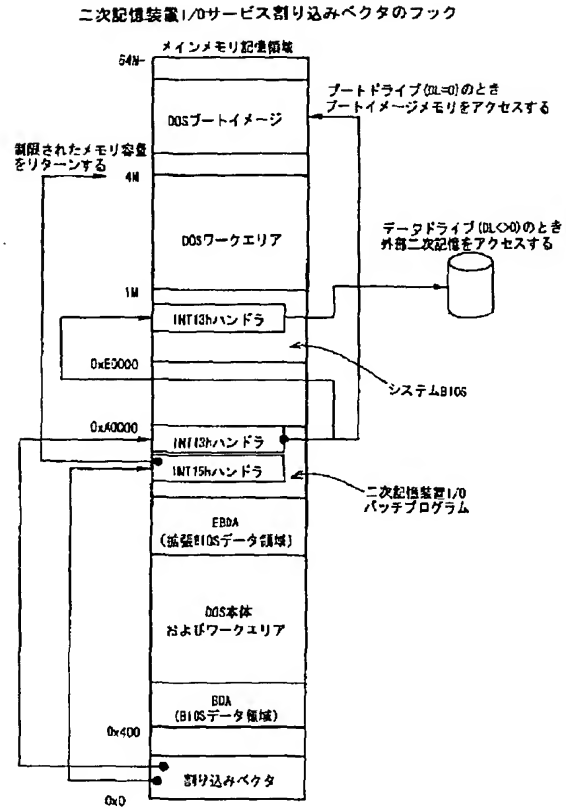 二次記憶装置I/Oサービス割り込みベクタのフック
メインメモリ記憶領域
64M
DOSブートイメージ
ブートドライブ(DL=0)のとき
ブートイメージメモリをアクセスする
制限されたメモリ容量
をリターンする
4M
DOSワークエリア
データドライブ(DL<>0)のとき
外部二次記憶をアクセスする
1M
INT13hハンドラ
0xE0000
システムBIOS
0xA0000
INT13hハンドラ
INT15hハンドラ
二次記憶装置I/O
パッチプログラム
EBDA
(拡張BIOSデータ領域)
DOS本体
およびワークエリア
BDA
(BIOSデータ領域)
0x400
割り込みベクタ
0x0